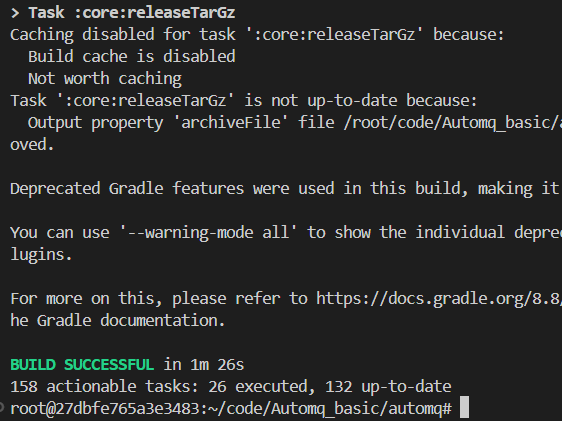 > Task :core:releaseTarGz
Caching disabled for task ':core:releaseTarGz' because:
  Build cache is disabled
  Not worth caching
Task ':core:releaseTarGz' is not up-to-date because:
  Output property 'archiveFile' file /root/code/Automq_basic/
oved.
Deprecated Gradle features were used in this build, making it
You can use '--warning-mode all' to show the individual depre
lugins.
For more on this, please refer to https://docs.gradle.org/8.8/
he Gradle documentation.
BUILD SUCCESSFUL in 1m 26s
158 actionable tasks: 26 executed, 132 up-to-date
root@27dbfe765a3e3483:~/code/Automq_basic/automq#